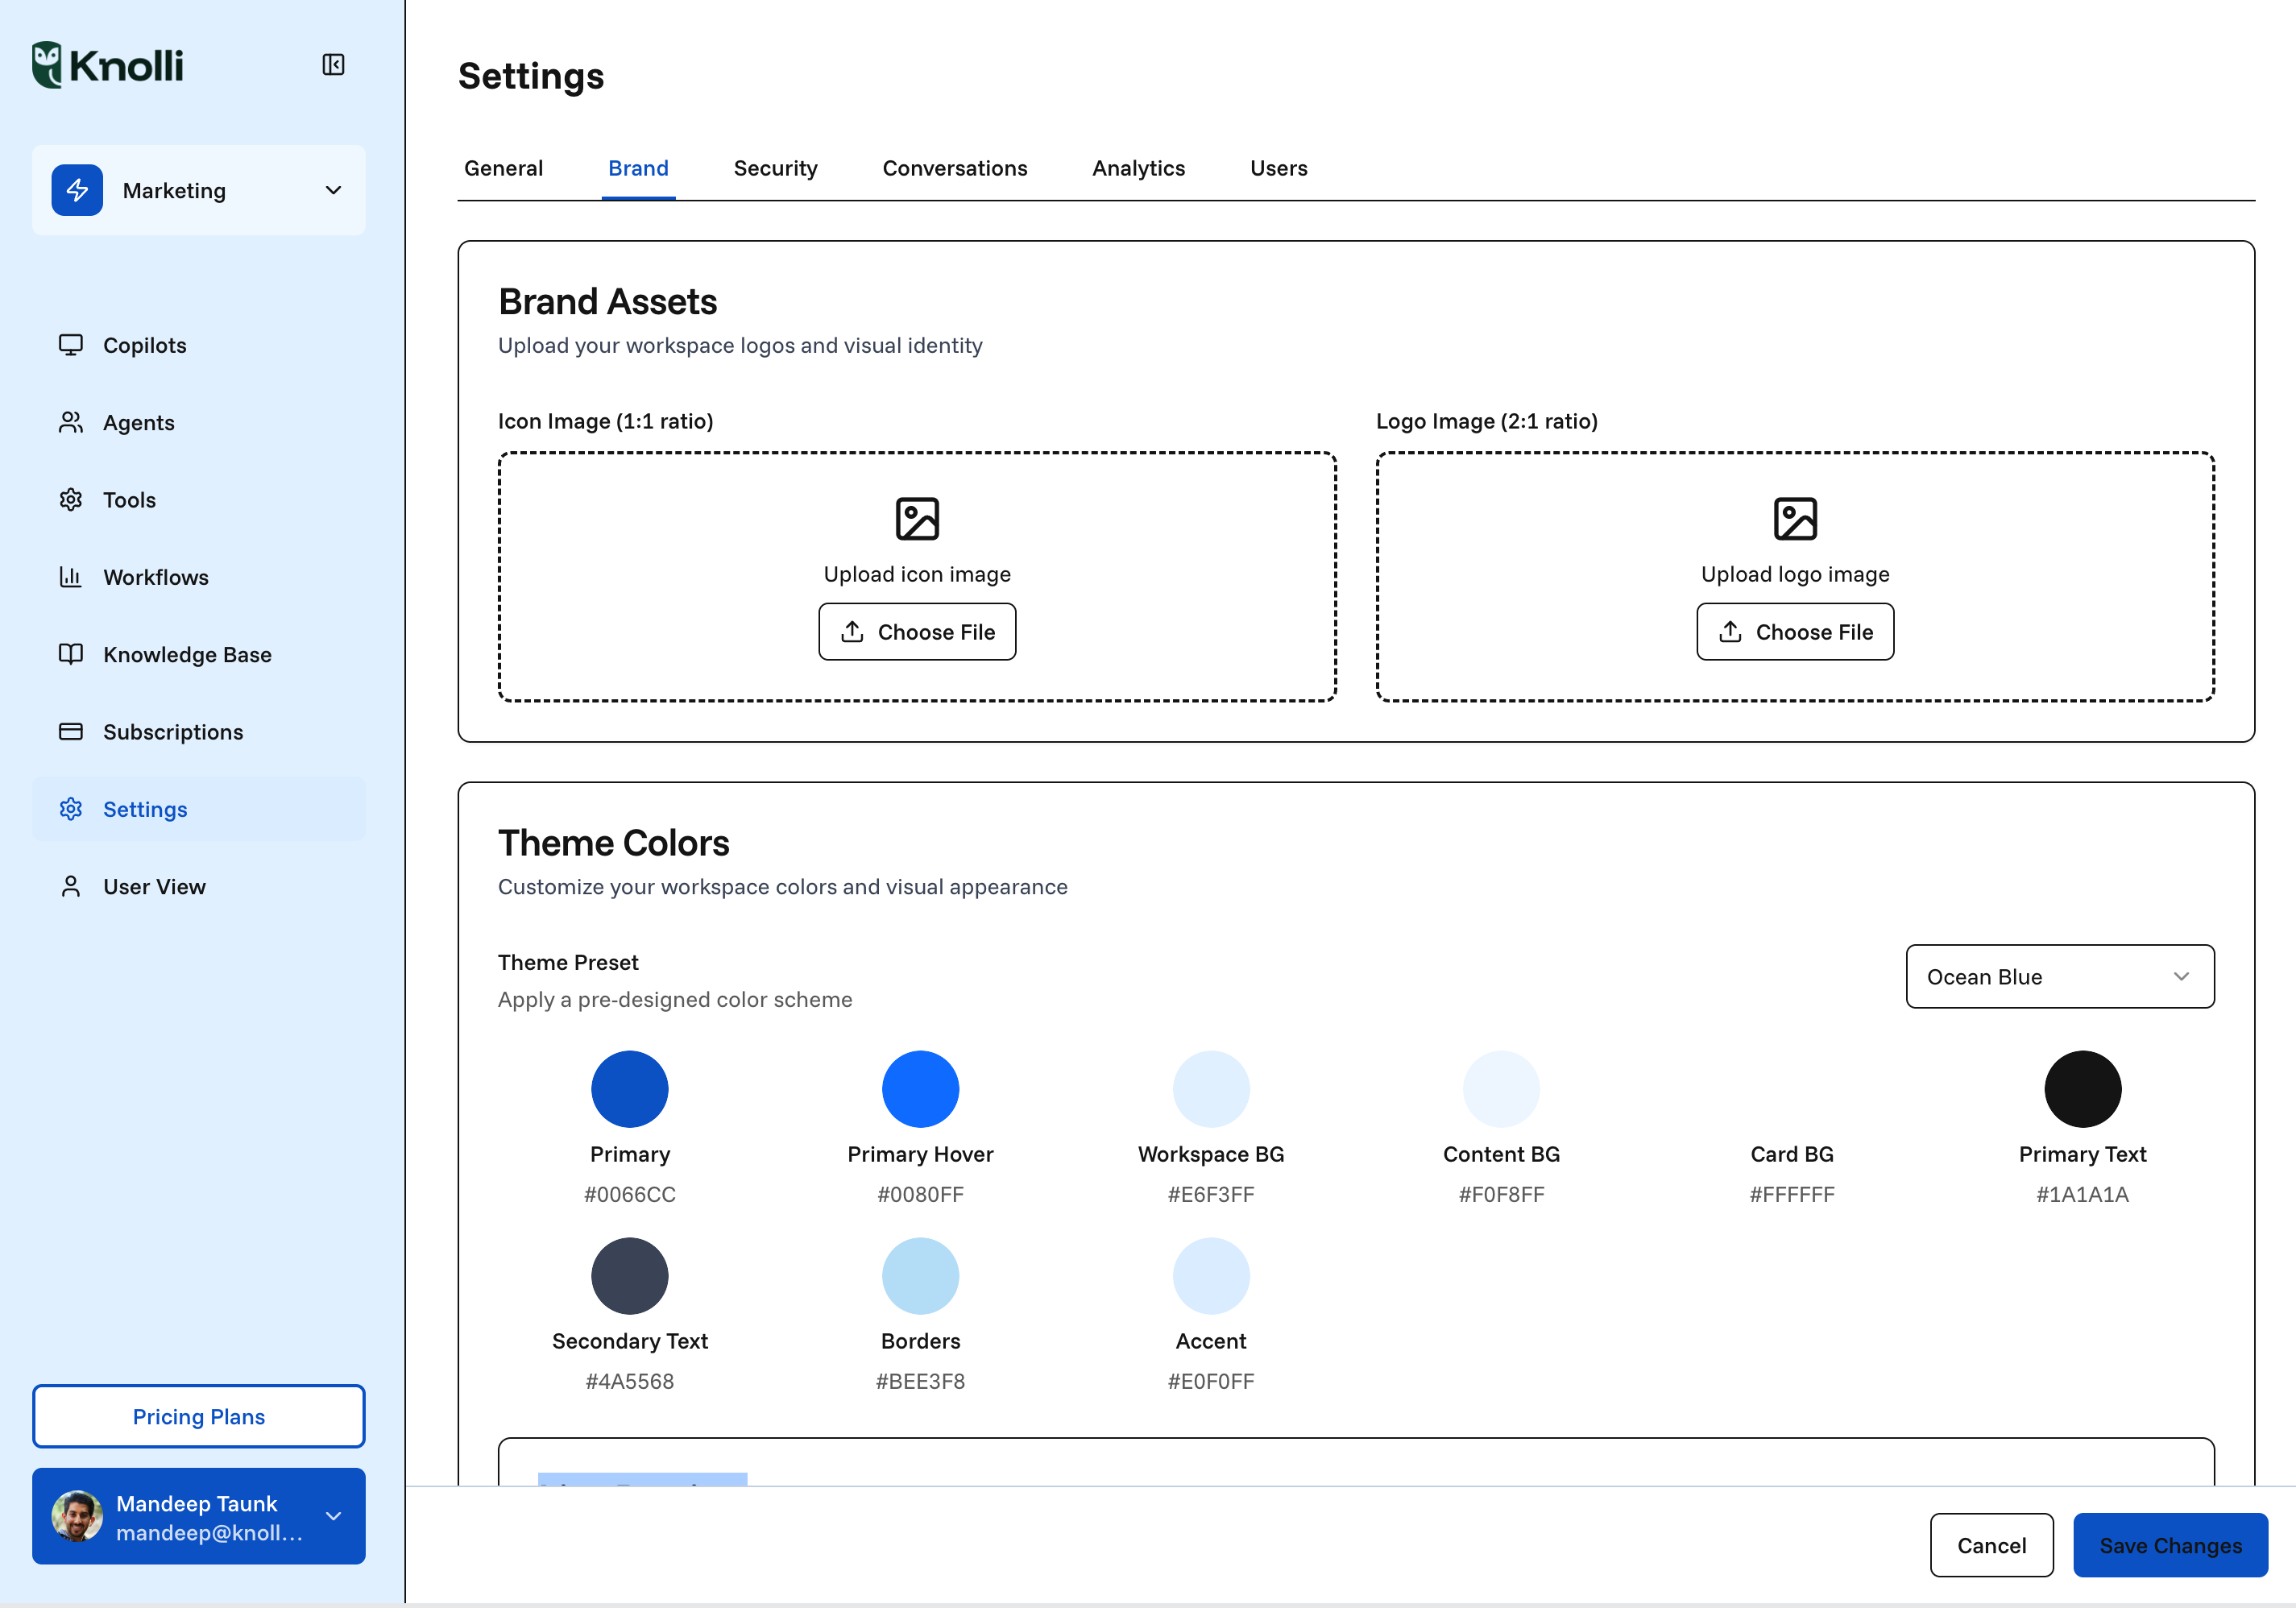 Knolli
Marketing
Copilots
Agents
Tools
Workflows
Knowledge Base
Subscriptions
Settings
User View
Pricing Plans
Mandeep Taunk
mandeep@knoll...
Settings
General
Brand
Security
Conversations
Analytics
Users
Brand Assets
Upload your workspace logos and visual identity
Icon Image (1:1 ratio)
Upload icon image
Choose File
Logo Image (2:1 ratio)
Upload logo image
Choose File
Theme Colors
Customize your workspace colors and visual appearance
Theme Preset
Apply a pre-designed color scheme
Ocean Blue
Primary
#0066CC
Primary Hover
#0080FF
Workspace BG
#E6F3FF
Content BG
#F0F8FF
Card BG
#FFFFFF
Primary Text
#1A1A1A
Secondary Text
#4A5568
Borders
#BEE3F8
Accent
#E0F0FF
Cancel
Save Changes